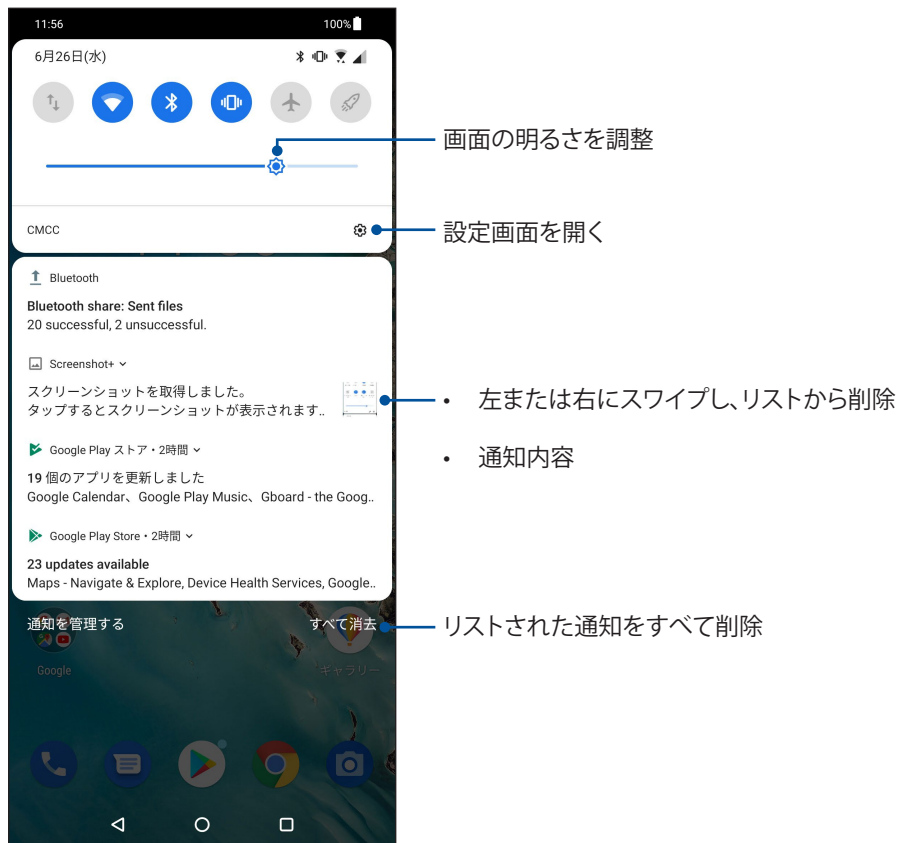 11:56
100%
6月26日(水)
画面の明るさを調整
CMCC
設定画面を開く
Bluetooth
Bluetooth share: Sent files
20 successful, 2 unsuccessful.
Screenshot+
スクリーンショットを取得しました。
タップするとスクリーンショットが表示されます..
• 左または右にスワイプし、リストから削除
• 通知内容
Google Play ストア・2時間
19 個のアプリを更新しました
Google Calendar、Google Play Music、Gboard - the Goog..
Google Play Store・2時間
23 updates available
Maps - Navigate & Explore, Device Health Services, Google..
通知を管理する
すべて消去
リストされた通知をすべて削除
Google
ギャラリー